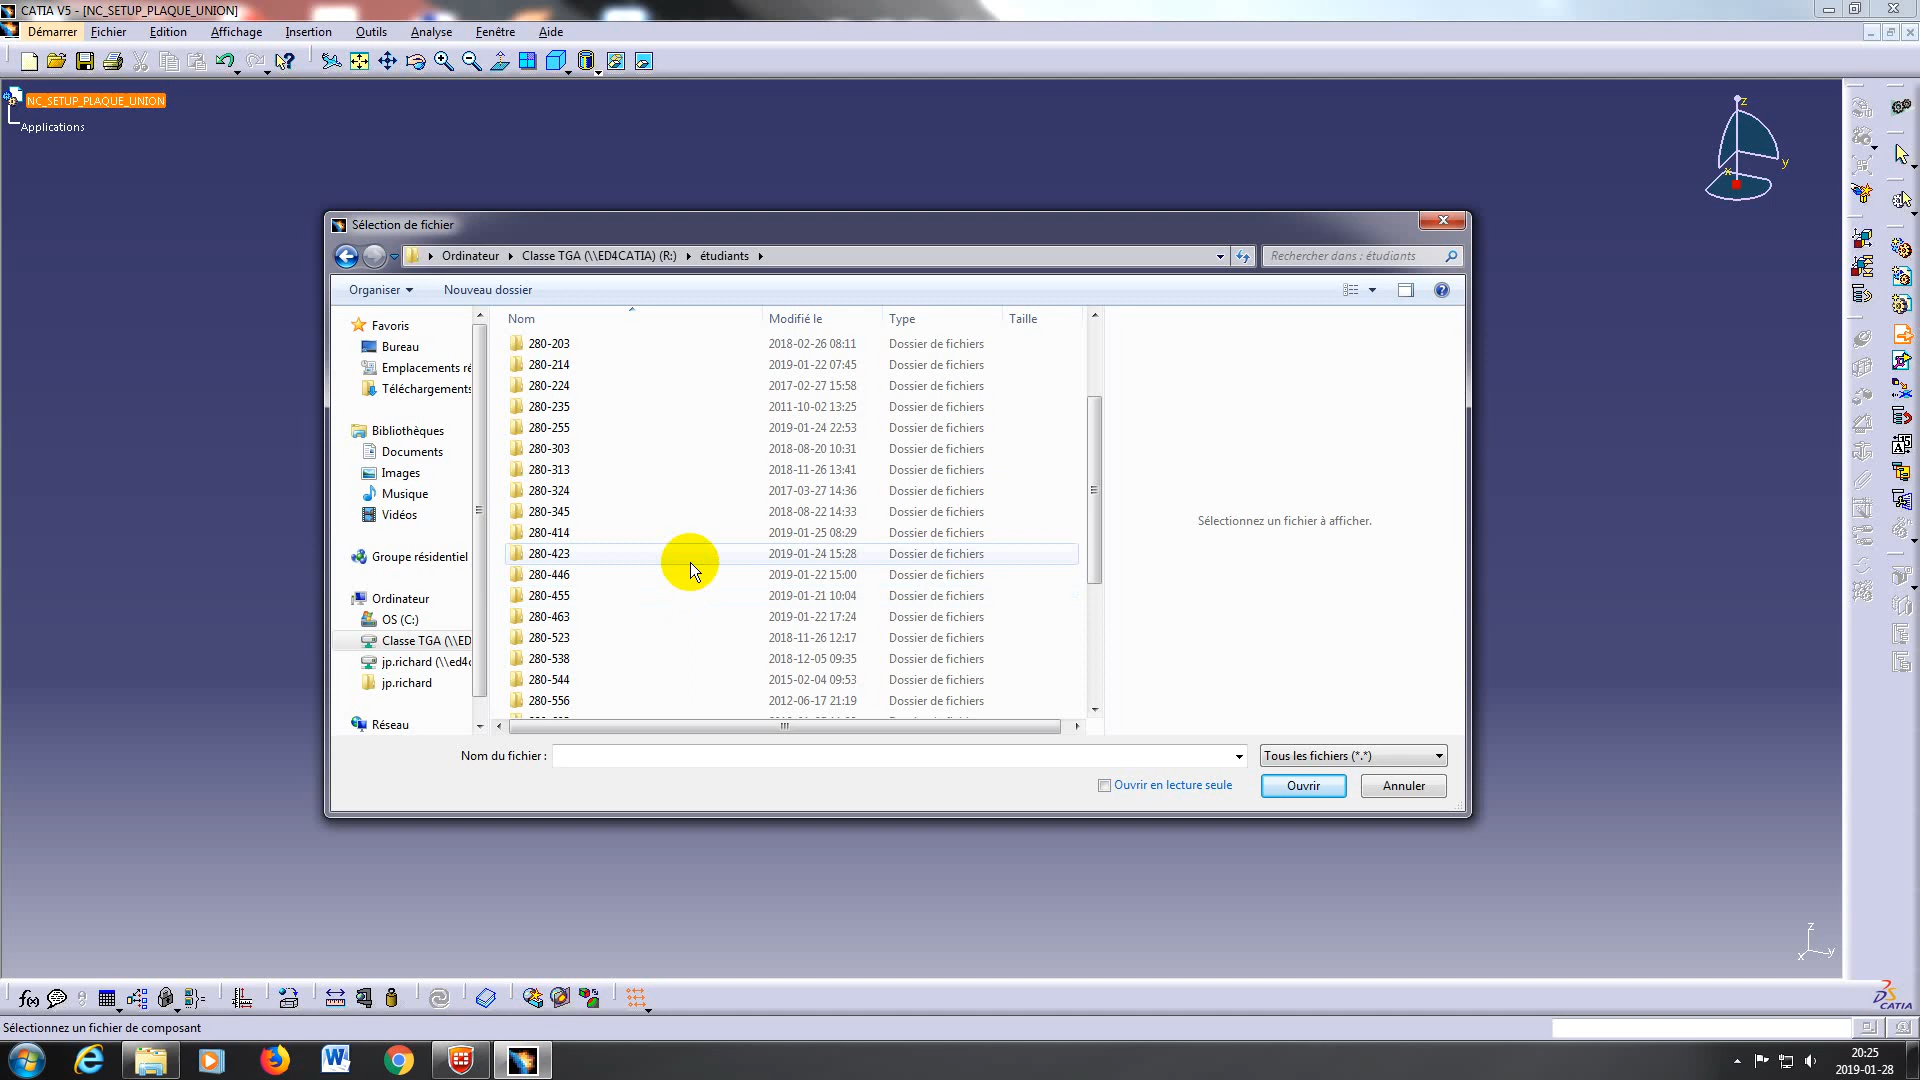 CATIA V5 - [NC_SETUP_PLAQUE_UNION]
Démarrer Fichier Edition Affichage Insertion Outils Analyse Fenêtre Aide
NC_SETUP_PLAQUE_UNION
Applications
z
y
x
Sélection de fichier
Ordinateur Classe TGA (\\ED4CATIA) (R:) étudiants
Rechercher dans : étudiants
Organiser Nouveau dossier
Favoris
Bureau
Emplacements ré
Téléchargements
Bibliothèques
Documents
Images
Musique
Vidéos
Groupe résidentiel
Ordinateur
OS (C:)
Classe TGA (\\ED
jp.richard (\\ed4c
jp.richard
Réseau
Nom Modifié le Type Taille
280-203 2018-02-26 08:11 Dossier de fichiers
280-214 2019-01-22 07:45 Dossier de fichiers
280-224 2017-02-27 15:58 Dossier de fichiers
280-235 2011-10-02 13:25 Dossier de fichiers
280-255 2019-01-24 22:53 Dossier de fichiers
280-303 2018-08-20 10:31 Dossier de fichiers
280-313 2018-11-26 13:41 Dossier de fichiers
280-324 2017-03-27 14:36 Dossier de fichiers
280-345 2018-08-22 14:33 Dossier de fichiers
280-414 2019-01-25 08:29 Dossier de fichiers
280-423 2019-01-24 15:28 Dossier de fichiers
280-446 2019-01-22 15:00 Dossier de fichiers
280-455 2019-01-21 10:04 Dossier de fichiers
280-463 2019-01-22 17:24 Dossier de fichiers
280-523 2018-11-26 12:17 Dossier de fichiers
280-538 2018-12-05 09:35 Dossier de fichiers
280-544 2015-02-04 09:53 Dossier de fichiers
280-556 2012-06-17 21:19 Dossier de fichiers
Sélectionnez un fichier à afficher.
Nom du fichier : Tous les fichiers (*.*)
Ouvrir en lecture seule Ouvrir Annuler
z
x y
f(x)
DS CATIA
Sélectionnez un fichier de composant
20:25
2019-01-28